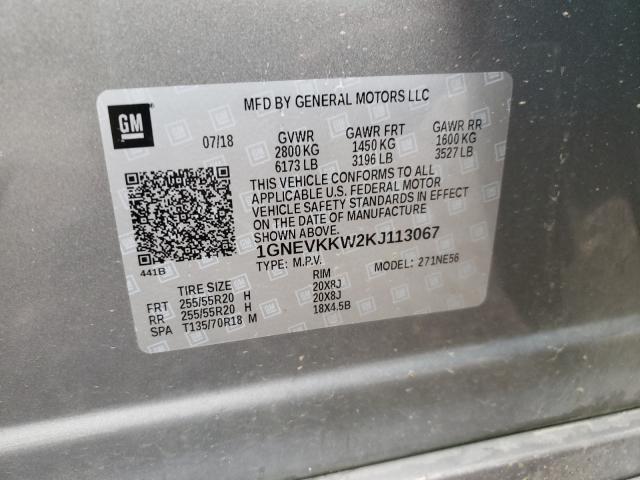 GM
MFD BY GENERAL MOTORS LLC
07/18 GVWR GAWR FRT GAWR RR
2800 KG 1450 KG 1600 KG
6173 LB 3196 LB 3527 LB
THIS VEHICLE CONFORMS TO ALL
APPLICABLE U.S. FEDERAL MOTOR
VEHICLE SAFETY STANDARDS IN EFFECT
ON THE DATE OF MANUFACTURE
SHOWN ABOVE.
1GNEVKKW2KJ113067
441B TYPE: M.P.V. MODEL: 271NE56
TIRE SIZE RIM
FRT 255/55R20 H 20X8J
RR 255/55R20 H 20X8J
SPA T135/70R18 M 18X4.5B